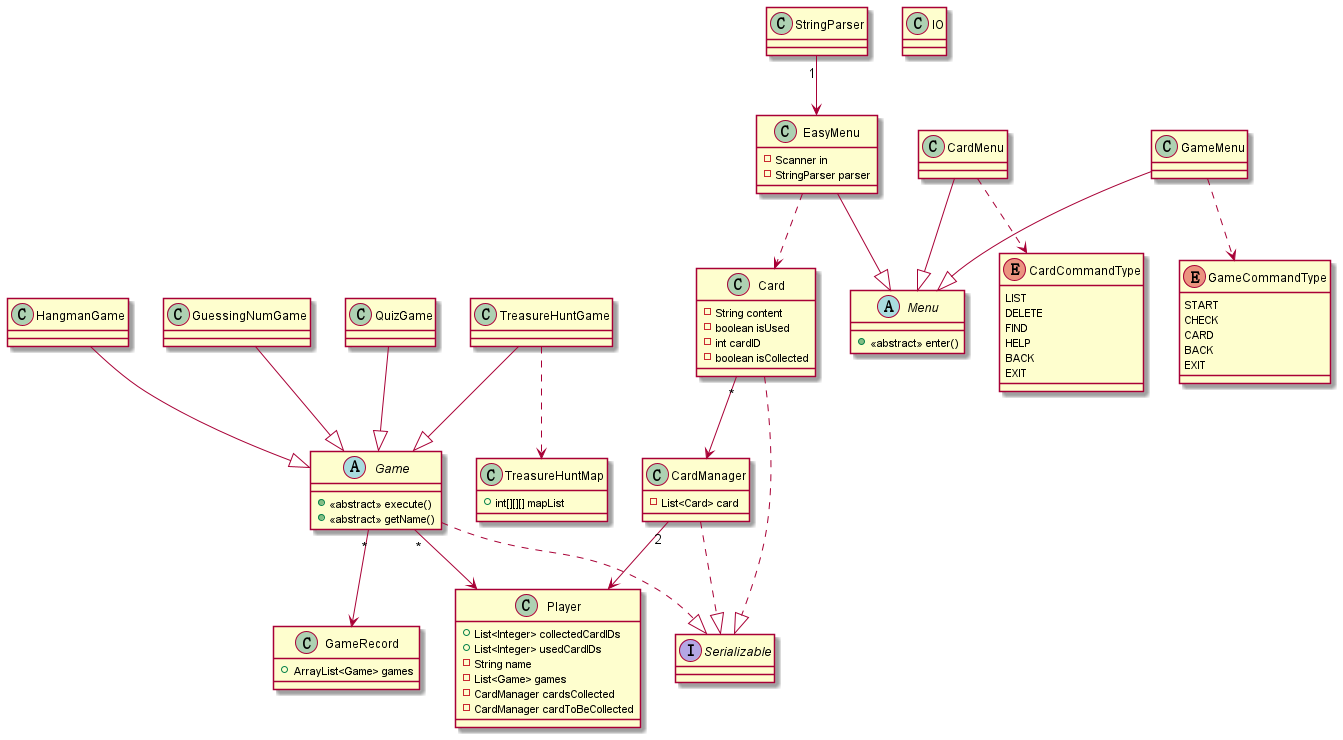 C StringParser
C IO
1
C EasyMenu
Scanner in
StringParser parser
C CardMenu
C GameMenu
C Card
String content
boolean isUsed
int cardID
boolean isCollected
A Menu
«abstract» enter()
E CardCommandType
LIST
DELETE
FIND
HELP
BACK
EXIT
E GameCommandType
START
CHECK
CARD
BACK
EXIT
C HangmanGame
C GuessingNumGame
C QuizGame
C TreasureHuntGame
*
A Game
«abstract» execute()
«abstract» getName()
C TreasureHuntMap
int[][][] mapList
C CardManager
List<Card> card
*
*
2
C GameRecord
ArrayList<Game> games
C Player
List<Integer> collectedCardIDs
List<Integer> usedCardIDs
String name
List<Game> games
CardManager cardsCollected
CardManager cardToBeCollected
I Serializable